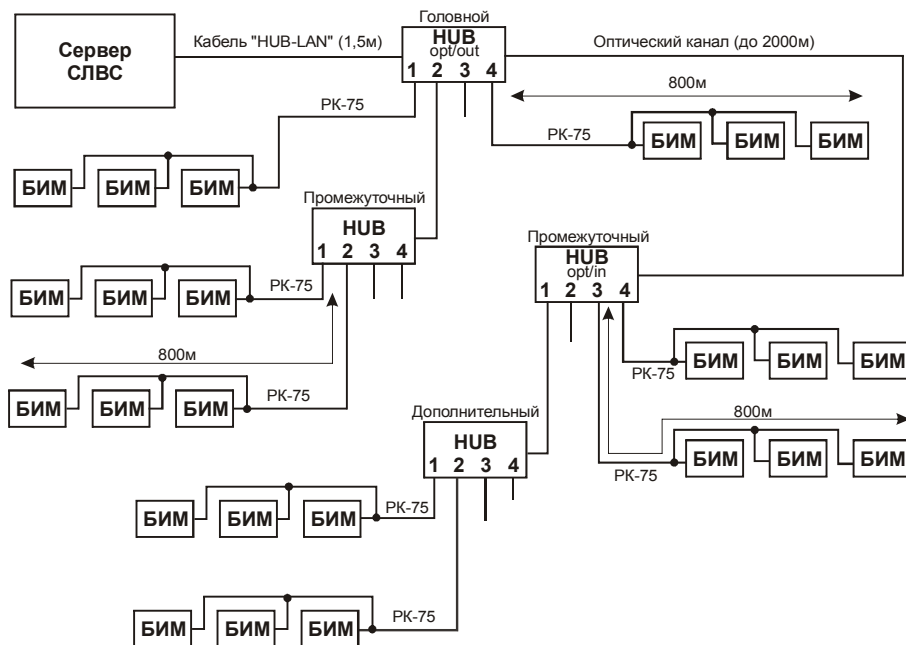 Головной
Сервер СЛВС
Кабель "HUB-LAN" (1,5м)
HUB
opt/out
1 2 3 4
Оптический канал (до 2000м)
800м
РК-75
РК-75
БИМ БИМ БИМ
БИМ БИМ БИМ
Промежуточный
HUB
1 2 3 4
Промежуточный
HUB
opt/in
1 2 3 4
БИМ БИМ БИМ
РК-75
800м
БИМ БИМ БИМ
РК-75
БИМ БИМ БИМ
РК-75
800м
БИМ БИМ БИМ
РК-75
Дополнительный
HUB
1 2 3 4
БИМ БИМ БИМ
РК-75
БИМ БИМ БИМ
РК-75